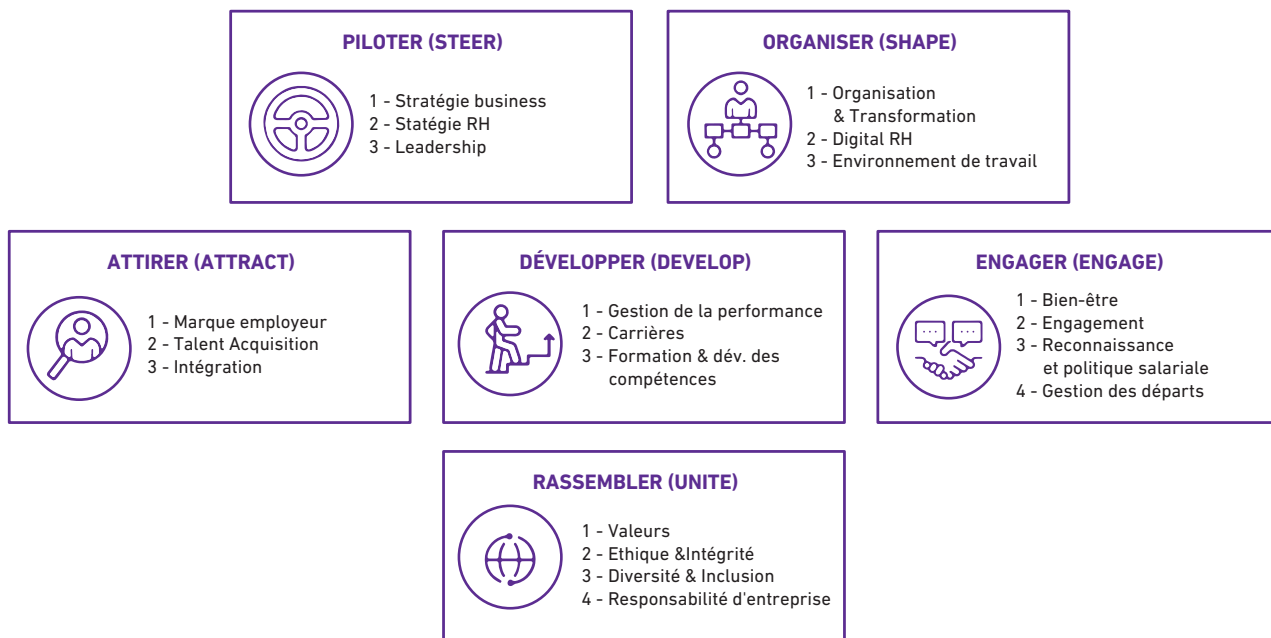 PILOTER (STEER)
1 - Stratégie business
2 - Statégie RH
3 - Leadership
ORGANISER (SHAPE)
1 - Organisation
& Transformation
2 - Digital RH
3 - Environnement de travail
ATTIRER (ATTRACT)
1 - Marque employeur
2 - Talent Acquisition
3 - Intégration
DÉVELOPPER (DEVELOP)
1 - Gestion de la performance
2 - Carrières
3 - Formation & dév. des
compétences
ENGAGER (ENGAGE)
1 - Bien-être
2 - Engagement
3 - Reconnaissance
et politique salariale
4 - Gestion des départs
RASSEMBLER (UNITE)
1 - Valeurs
2 - Ethique &Intégrité
3 - Diversité & Inclusion
4 - Responsabilité d'entreprise